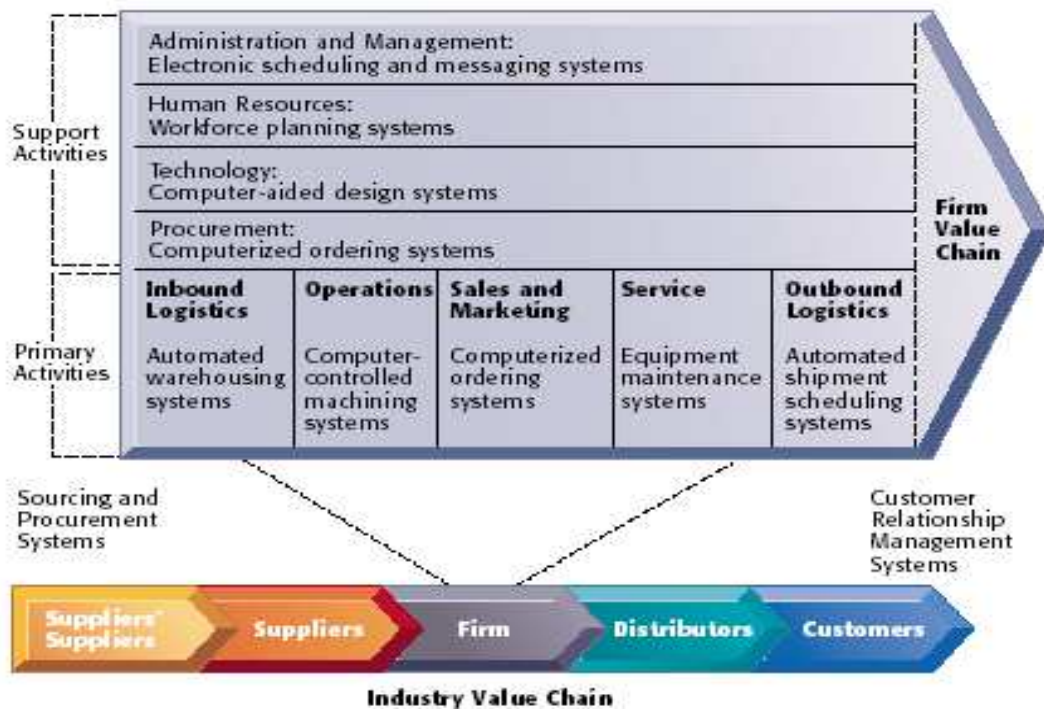 Administration and Management:
Electronic scheduling and messaging systems
Human Resources:
Workforce planning systems
Technology:
Computer-aided design systems
Procurement:
Computerized ordering systems
Support
Activities
Firm
Value
Chain
Primary
Activities
Inbound
Logistics
Automated
warehousing
systems
Operations
Computer-
controlled
machining
systems
Sales and
Marketing
Computerized
ordering
systems
Service
Equipment
maintenance
systems
Outbound
Logistics
Automated
shipment
scheduling
systems
Sourcing and
Procurement
Systems
Customer
Relationship
Management
Systems
Suppliers'
Suppliers
Suppliers
Firm
Distributors
Customers
Industry Value Chain